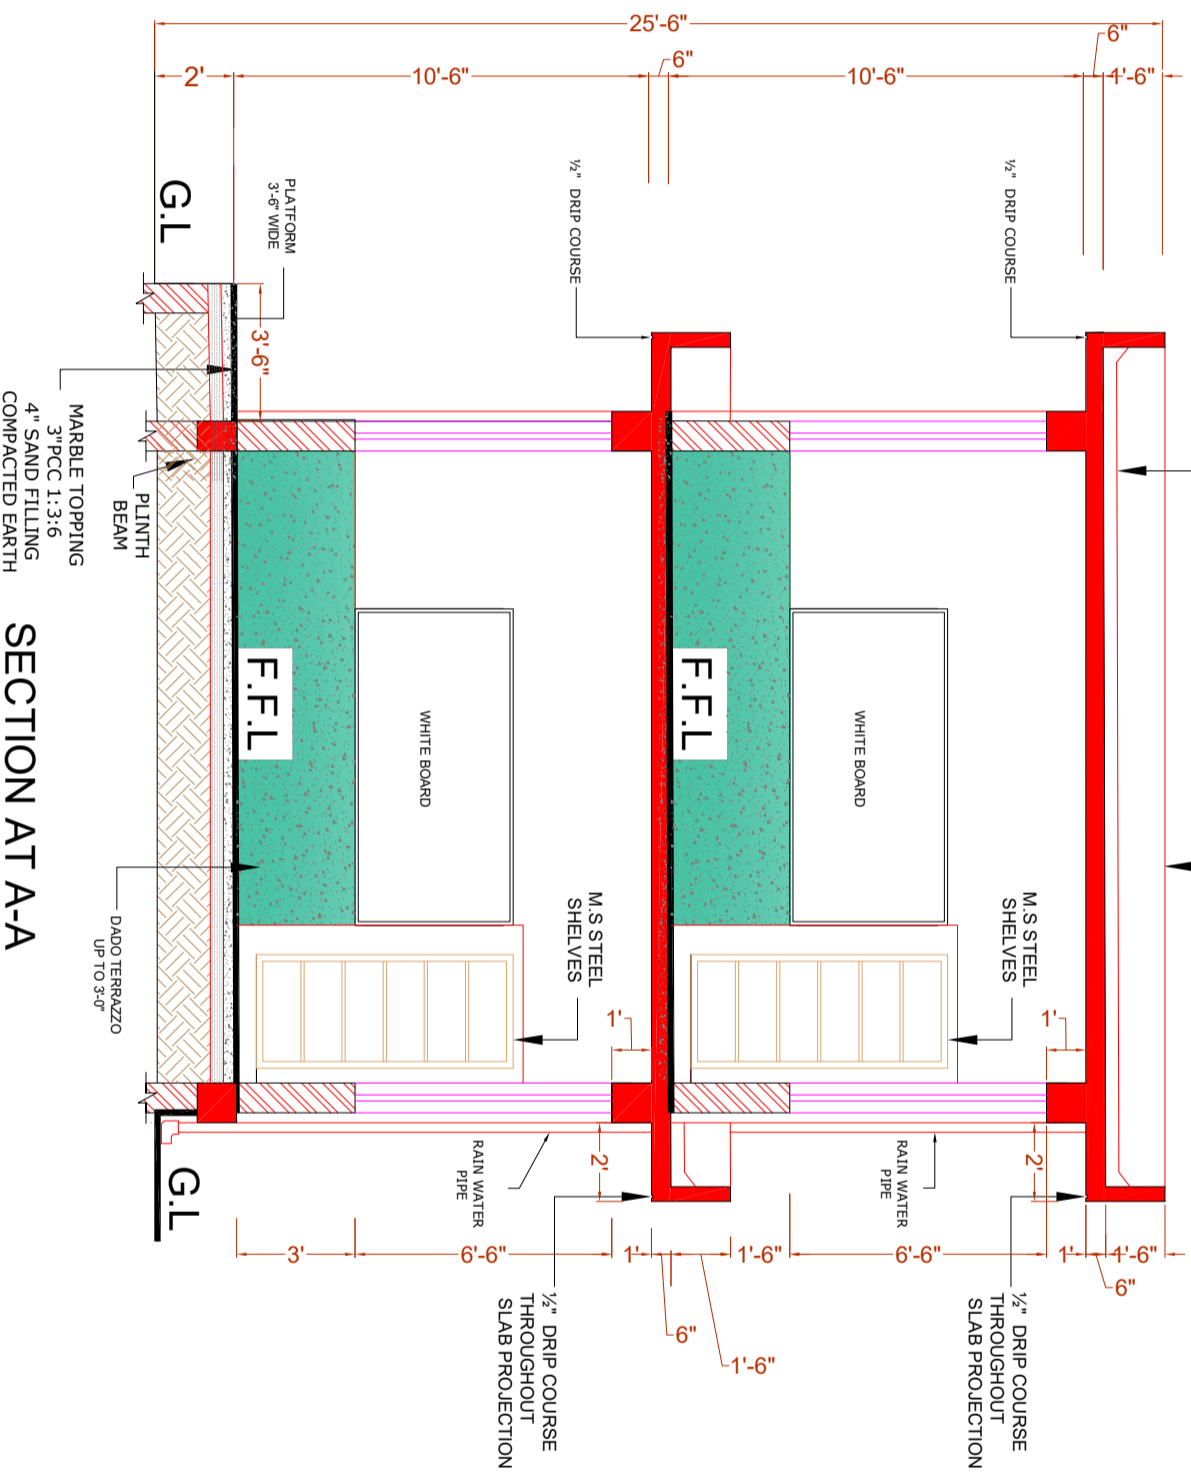 25'-6"
6"
2'
10'-6"
6"
10'-6"
1'-6"
G.L
PLATFORM
3'-6" WIDE
½" DRIP COURSE
½" DRIP COURSE
3'-6"
MARBLE TOPPING
3"PCC 1:3:6
4" SAND FILLING
COMPACTED EARTH
PLINTH
BEAM
F.F.L
F.F.L
WHITE BOARD
WHITE BOARD
SECTION AT A-A
DADO TERRAZZO
UP TO 3'-0"
M.S STEEL
SHELVES
M.S STEEL
SHELVES
1'
1'
G.L
RAIN WATER
PIPE
RAIN WATER
PIPE
2'
2'
3'
6'-6"
1'
1'-6"
6'-6"
1'
1'-6"
6"
6"
1'-6"
½" DRIP COURSE
THROUGHOUT
SLAB PROJECTION
½" DRIP COURSE
THROUGHOUT
SLAB PROJECTION